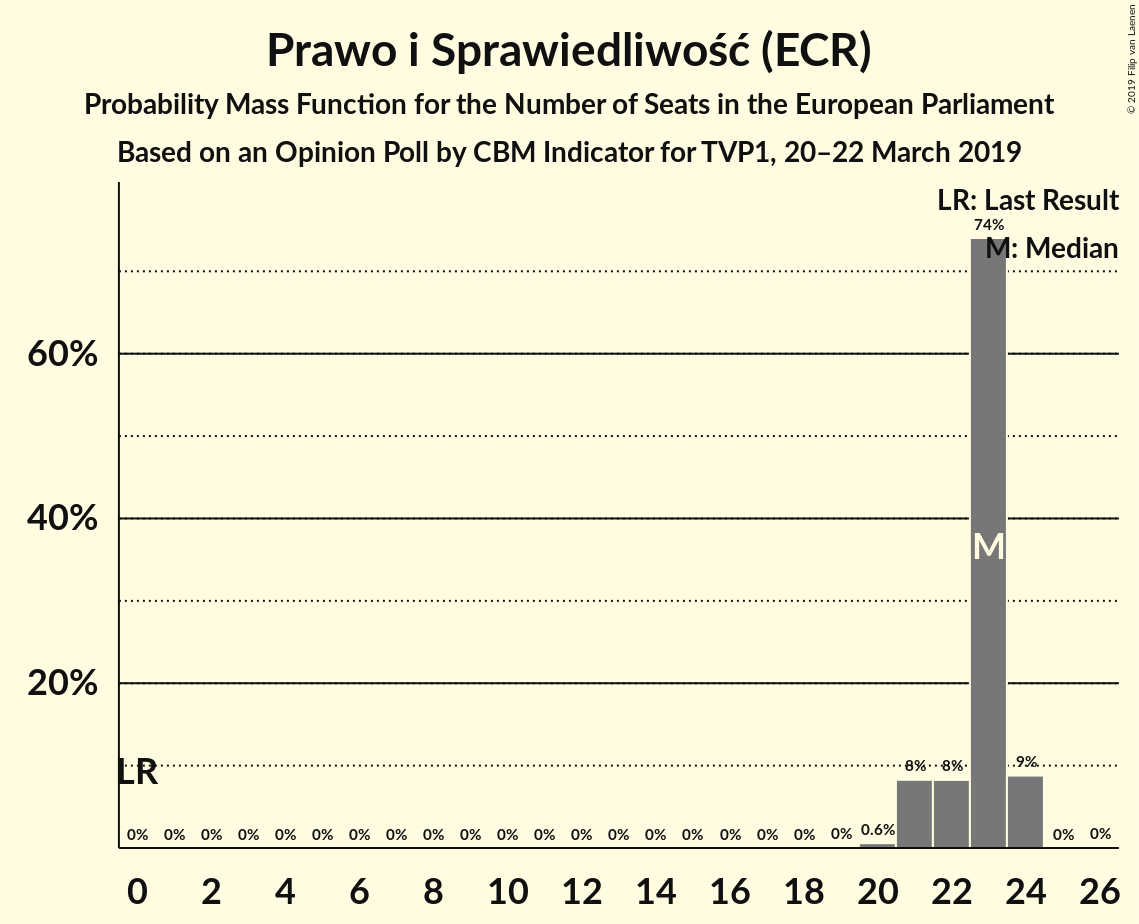 Prawo i Sprawiedliwość (ECR)
Probability Mass Function for the Number of Seats in the European Parliament
Based on an Opinion Poll by CBM Indicator for TVP1, 20–22 March 2019
© 2019 Filip van Laenen
LR: Last Result
74%
M: Median
60%
40%
M
20%
LR
0% 0% 0% 0% 0% 0% 0% 0% 0% 0% 0% 0% 0% 0% 0% 0% 0% 0% 0% 0% 0.6% 8% 8% 9% 0% 0%
0 2 4 6 8 10 12 14 16 18 20 22 24 26